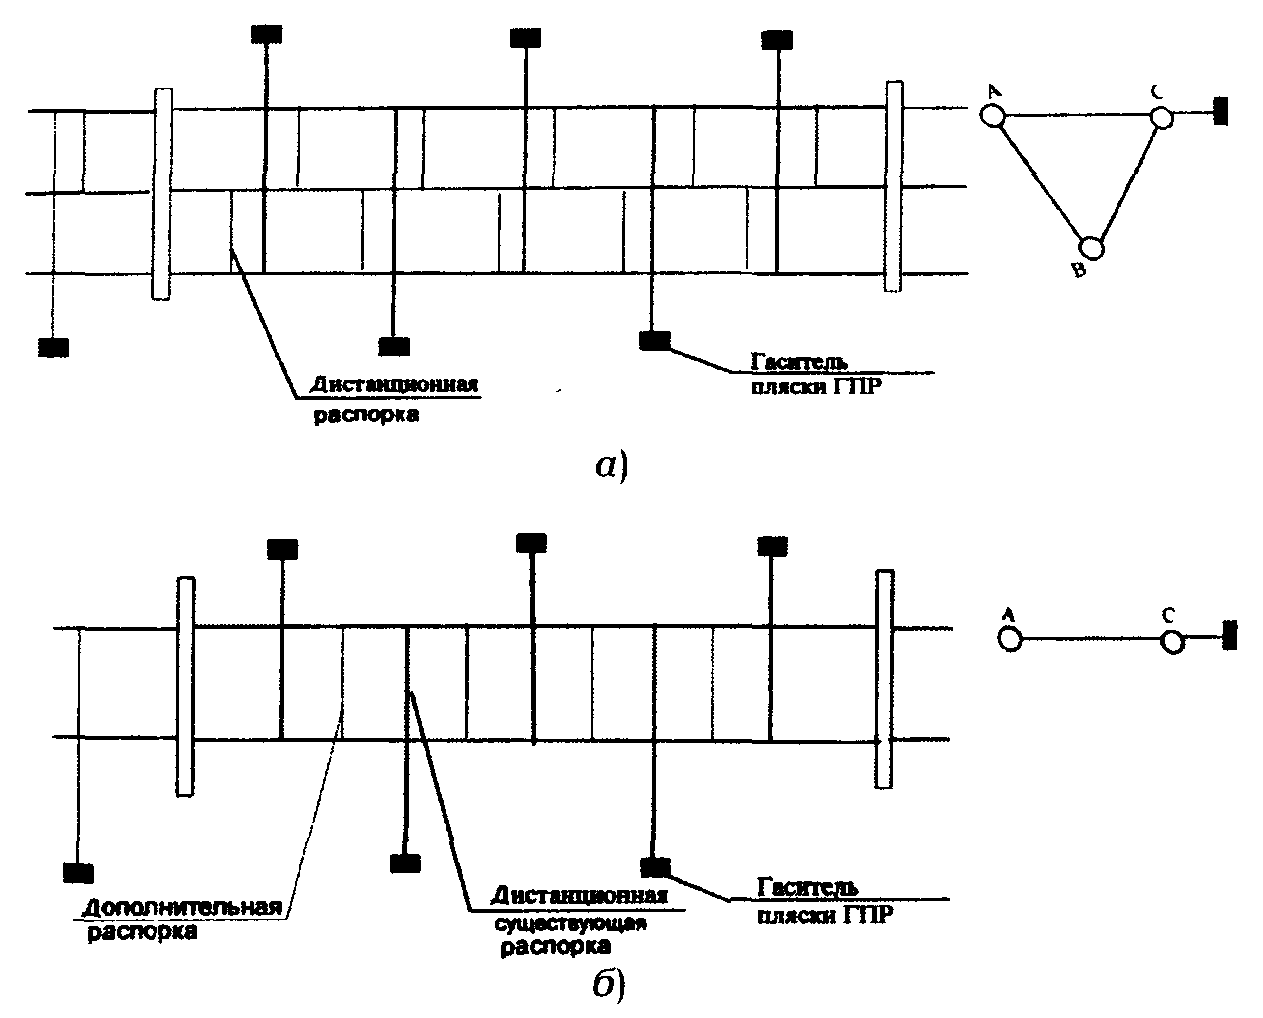 А
С
В
Дистанционная
распорка
Гаситель
пляски ГПР
а)
А
С
Дополнительная
распорка
Дистанционная
существующая
распорка
Гаситель
пляски ГПР
б)